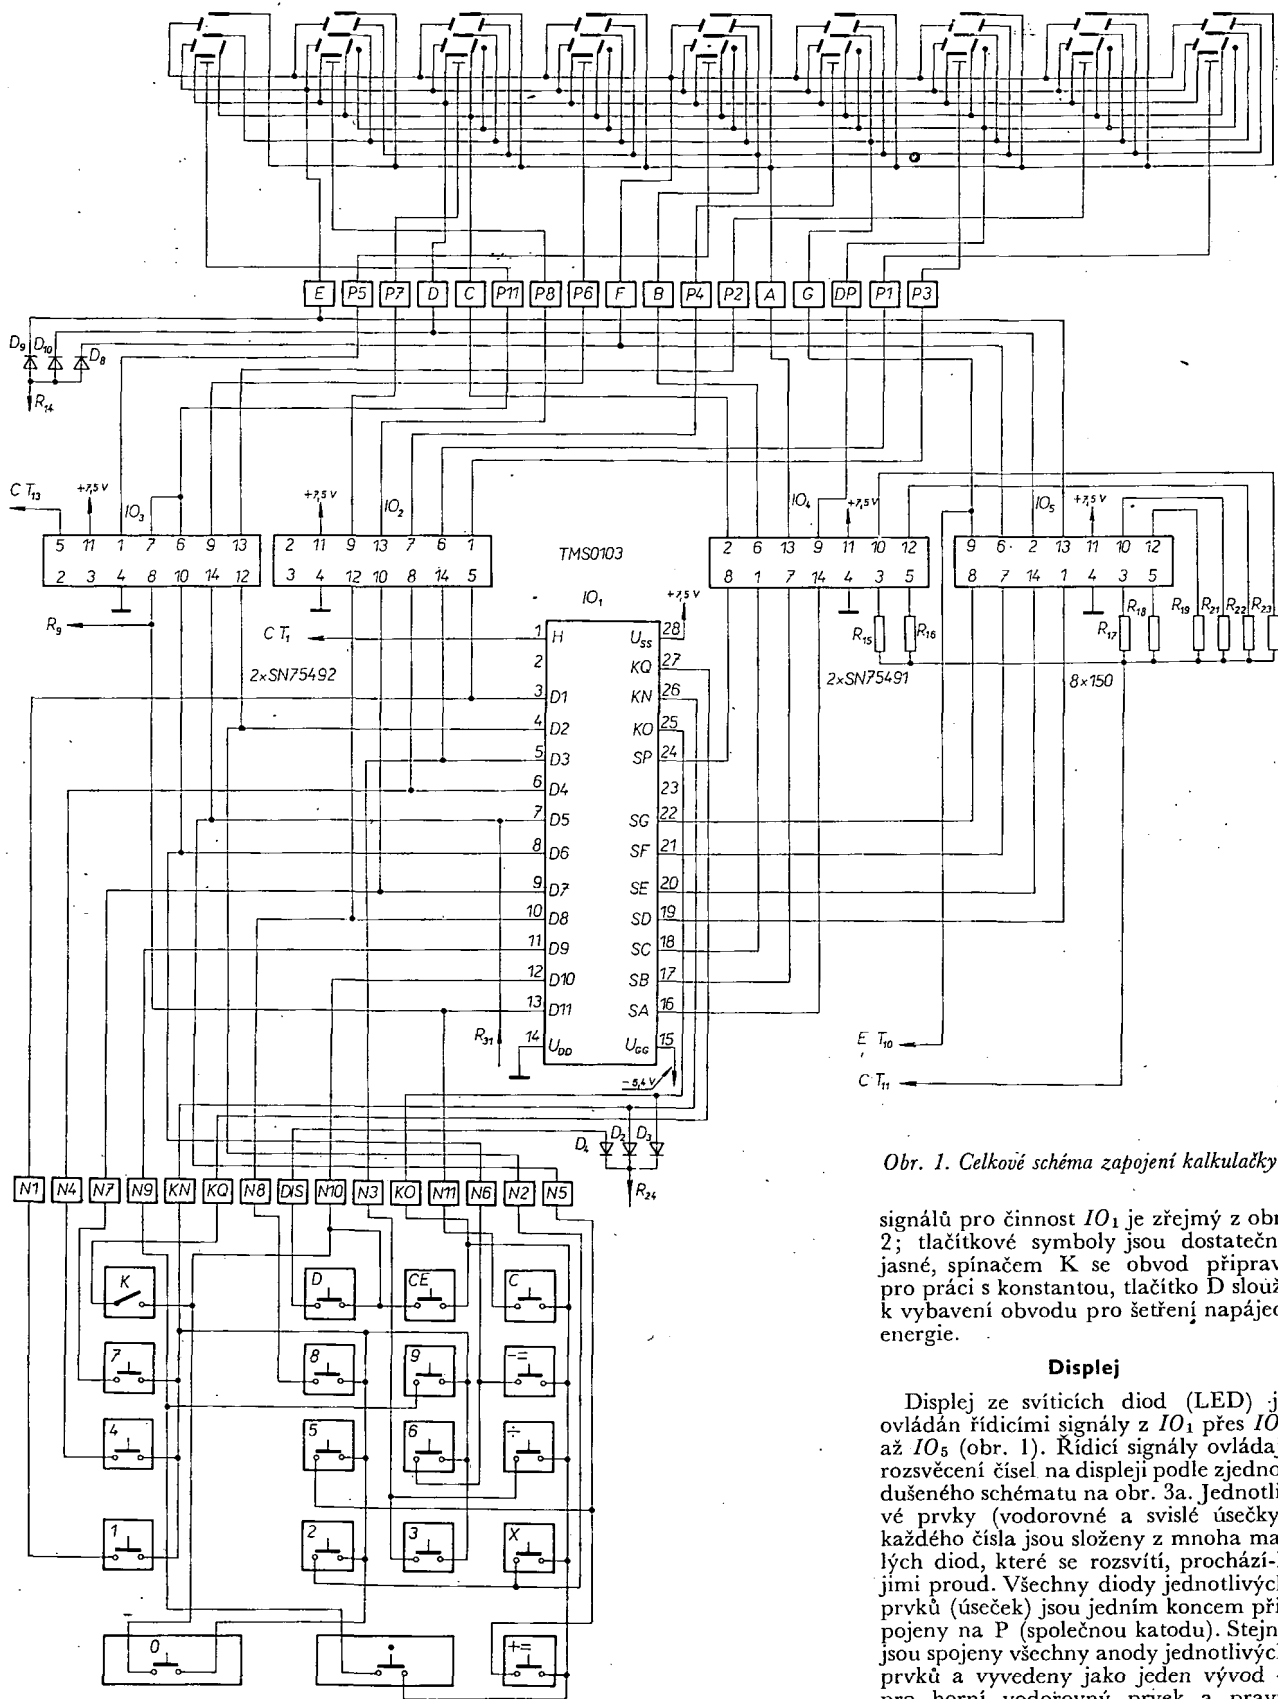 E P5 P7 D C P11 P8 P6 F B P4 P2 A G DP P1 P3
D9 D10 D8
R14
C T13 +7,5 V IO3 +7,5 V IO2 IO4 +7,5 V IO5 +7,5 V
5 11 1 7 6 9 13
2 3 4 8 10 14 12
2 11 9 13 7 6 1
3 4 12 10 8 14 5
2 6 13 9 11 10 12
8 1 7 14 4 3 5
9 6 2 13 11 10 12
8 7 14 1 4 3 5
TMS0103
IO1
+7,5 V
R9
C T1
R15 R16 R17 R18 R19 R21 R22 R23
2xSN75492
2xSN75491
8x150
1 H USS 28
2 KQ 27
3 D1 KN 26
4 D2 KO 25
5 D3 SP 24
6 D4 23
7 D5 SG 22
8 D6 SF 21
9 D7 SE 20
10 D8 SD 19
11 D9 SC 18
12 D10 SB 17
13 D11 SA 16
14 UDD UGG 15
R31
-5,4 V
E T10
C T11
D4 D2 D3
R24
N1 N4 N7 N9 KN KQ N8 DIS N10 N3 KO N11 N6 N2 N5
K D CE C
7 8 9 -=
4 5 6 ÷
1 2 3 X
0 . +=
Obr. 1. Celkové schéma zapojení kalkulačky
signálů pro činnost IO1 je zřejmý z obr
2; tlačítkové symboly jsou dostatečn
jasné, spínačem K se obvod připrav
pro práci s konstantou, tlačítko D slouž
k vybavení obvodu pro šetření napájec
energie.
Displej
Displej ze svíticích diod (LED) j
ovládán řídicími signály z IO1 přes IO
až IO5 (obr. 1). Řídicí signály ovládaj
rozsvěcení čísel na displeji podle zjedno
dušeného schématu na obr. 3a. Jednotli
vé prvky (vodorovné a svislé úsečky
každého čísla jsou složeny z mnoha ma
lých diod, které se rozsvítí, prochází-l
jimi proud. Všechny diody jednotlivýc
prvků (úseček) jsou jedním koncem při
pojeny na P (společnou katodu). Stejn
jsou spojeny všechny anody jednotlivýc
prvků a vyvedeny jako jeden vývod -
pro horní vodorovný prvek a prav